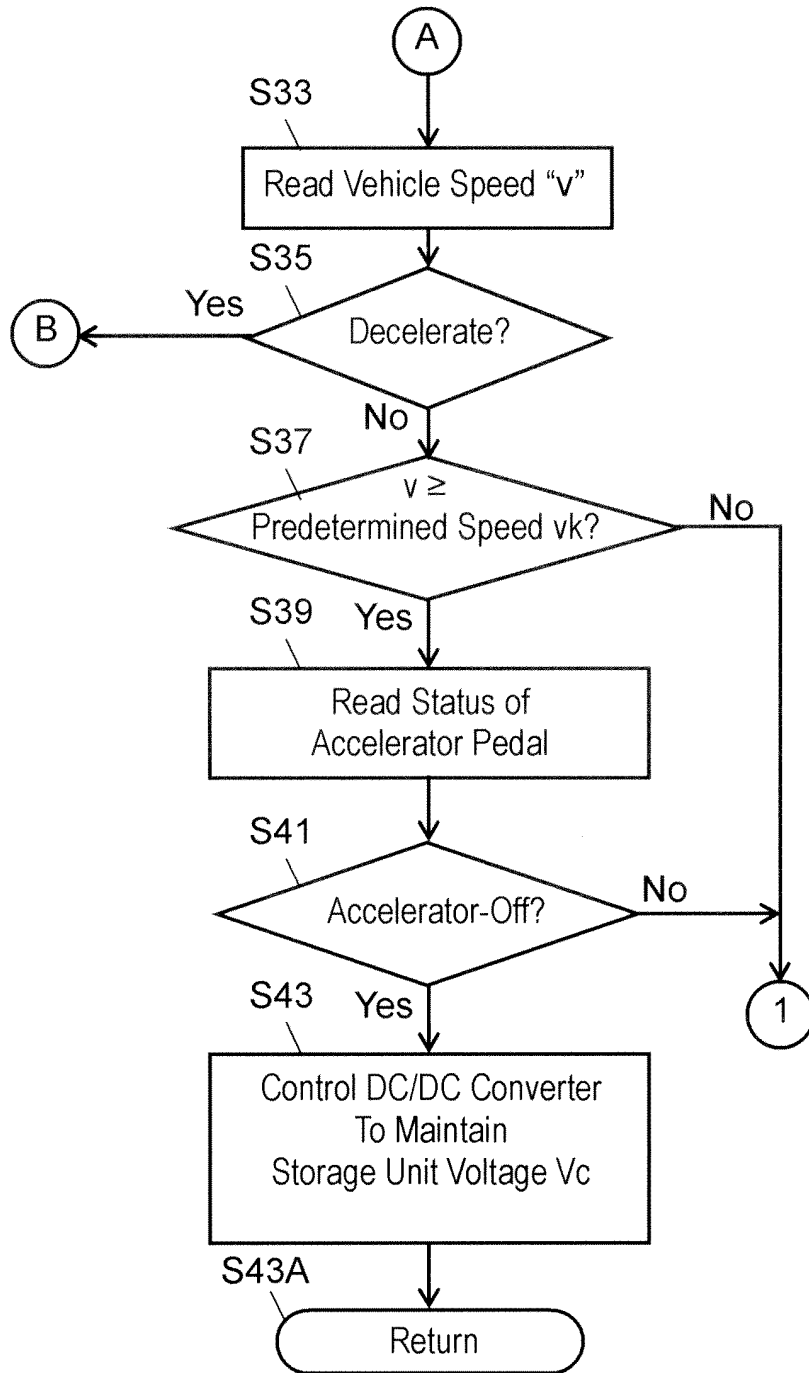 A
S33
Read Vehicle Speed “v”
S35
Yes
B
Decelerate?
No
S37
v ≥
Predetermined Speed vk?
No
S39
Yes
Read Status of
Accelerator Pedal
S41
Accelerator-Off?
No
S43
Yes
1
Control DC/DC Converter
To Maintain
Storage Unit Voltage Vc
S43A
Return